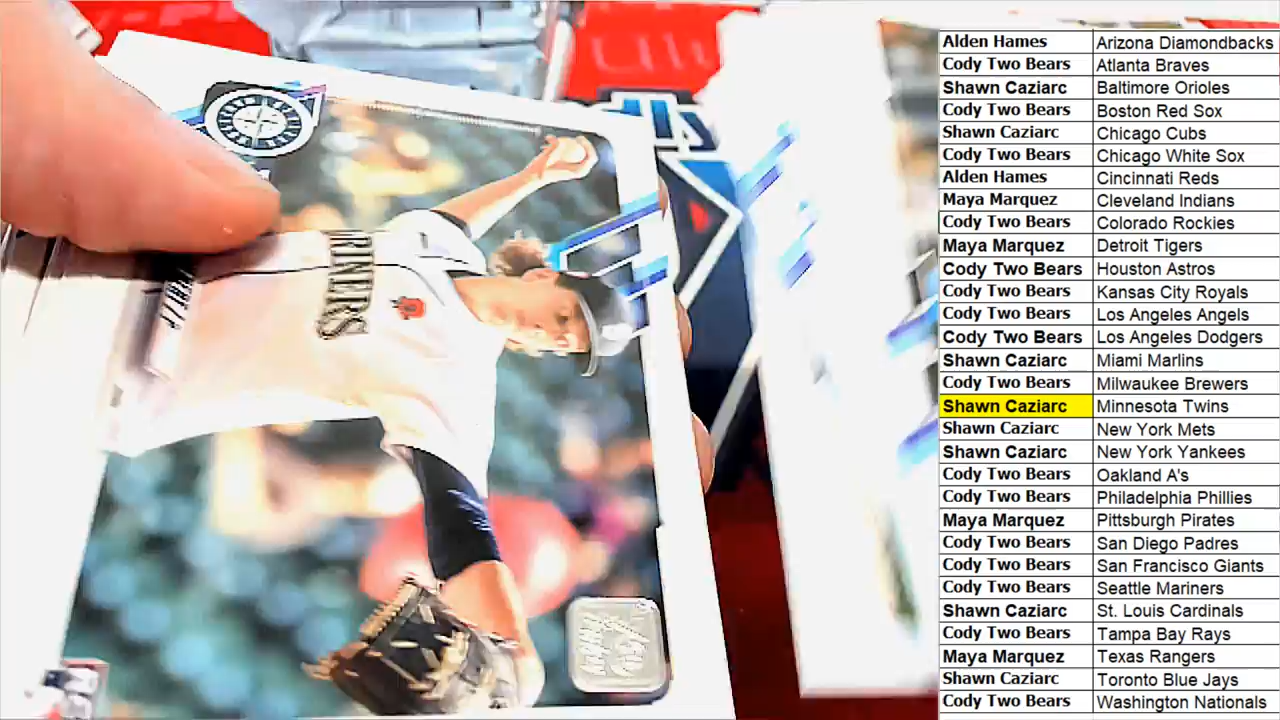 RINERS
Alden Hames Arizona Diamondbacks
Cody Two Bears Atlanta Braves
Shawn Caziarc Baltimore Orioles
Cody Two Bears Boston Red Sox
Shawn Caziarc Chicago Cubs
Cody Two Bears Chicago White Sox
Alden Hames Cincinnati Reds
Maya Marquez Cleveland Indians
Cody Two Bears Colorado Rockies
Maya Marquez Detroit Tigers
Cody Two Bears Houston Astros
Cody Two Bears Kansas City Royals
Cody Two Bears Los Angeles Angels
Cody Two Bears Los Angeles Dodgers
Shawn Caziarc Miami Marlins
Cody Two Bears Milwaukee Brewers
Shawn Caziarc Minnesota Twins
Shawn Caziarc New York Mets
Shawn Caziarc New York Yankees
Cody Two Bears Oakland A's
Cody Two Bears Philadelphia Phillies
Maya Marquez Pittsburgh Pirates
Cody Two Bears San Diego Padres
Cody Two Bears San Francisco Giants
Cody Two Bears Seattle Mariners
Shawn Caziarc St. Louis Cardinals
Cody Two Bears Tampa Bay Rays
Maya Marquez Texas Rangers
Shawn Caziarc Toronto Blue Jays
Cody Two Bears Washington Nationals